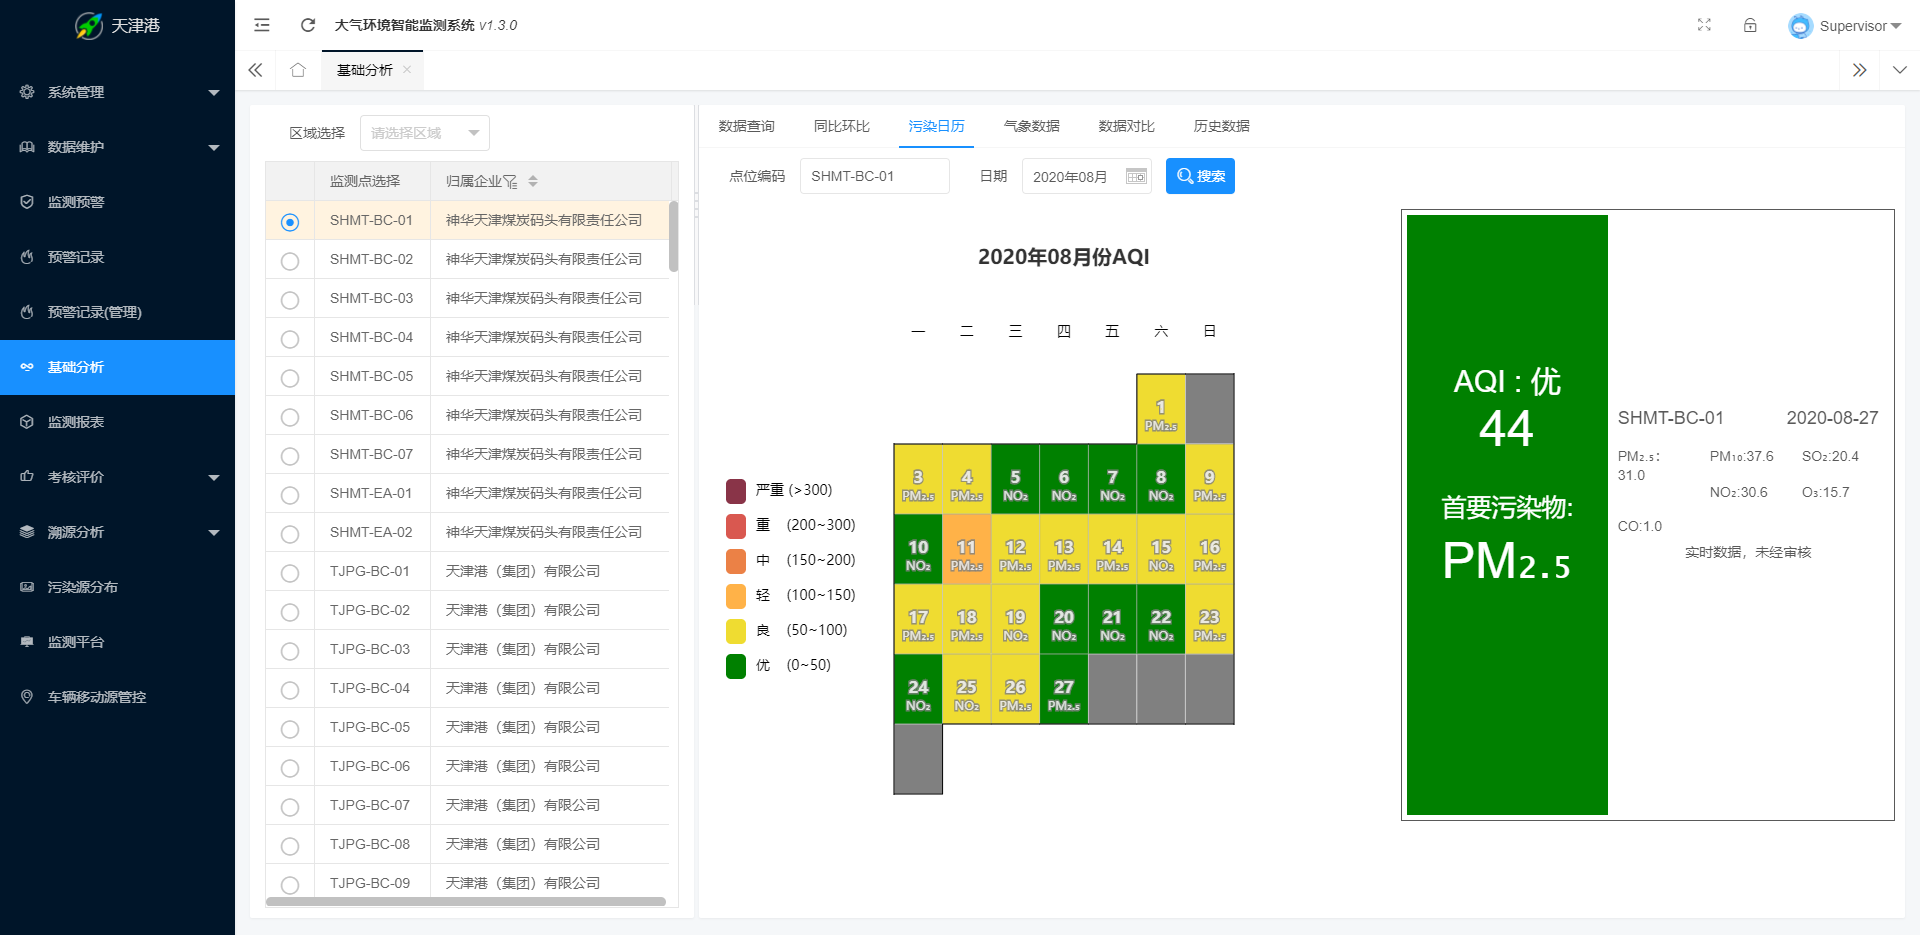 天津港
系统管理
数据维护
监测预警
预警记录
预警记录(管理)
基础分析
监测报表
考核评价
溯源分析
污染源分布
监测平台
车辆移动源管控
大气环境智能监测系统 v1.3.0
Supervisor
基础分析
区域选择 请选择区域
监测点选择 归属企业
SHMT-BC-01 神华天津煤炭码头有限责任公司
SHMT-BC-02 神华天津煤炭码头有限责任公司
SHMT-BC-03 神华天津煤炭码头有限责任公司
SHMT-BC-04 神华天津煤炭码头有限责任公司
SHMT-BC-05 神华天津煤炭码头有限责任公司
SHMT-BC-06 神华天津煤炭码头有限责任公司
SHMT-BC-07 神华天津煤炭码头有限责任公司
SHMT-EA-01 神华天津煤炭码头有限责任公司
SHMT-EA-02 神华天津煤炭码头有限责任公司
TJPG-BC-01 天津港（集团）有限公司
TJPG-BC-02 天津港（集团）有限公司
TJPG-BC-03 天津港（集团）有限公司
TJPG-BC-04 天津港（集团）有限公司
TJPG-BC-05 天津港（集团）有限公司
TJPG-BC-06 天津港（集团）有限公司
TJPG-BC-07 天津港（集团）有限公司
TJPG-BC-08 天津港（集团）有限公司
TJPG-BC-09 天津港（集团）有限公司
数据查询 同比环比 污染日历 气象数据 数据对比 历史数据
点位编码 SHMT-BC-01 日期 2020年08月 搜索
2020年08月份AQI
一 二 三 四 五 六 日
1
PM₂.₅
3 4 5 6 7 8 9
PM₂.₅ PM₂.₅ NO₂ NO₂ NO₂ NO₂ PM₂.₅
10 11 12 13 14 15 16
NO₂ PM₂.₅ PM₂.₅ PM₂.₅ PM₂.₅ NO₂ PM₂.₅
17 18 19 20 21 22 23
PM₂.₅ PM₂.₅ NO₂ NO₂ NO₂ NO₂ PM₂.₅
24 25 26 27
NO₂ NO₂ PM₂.₅ PM₂.₅
严重 (>300)
重 (200~300)
中 (150~200)
轻 (100~150)
良 (50~100)
优 (0~50)
AQI : 优
44
首要污染物:
PM₂.₅
SHMT-BC-01 2020-08-27
PM₂.₅: PM₁₀:37.6 SO₂:20.4
31.0
NO₂:30.6 O₃:15.7
CO:1.0
实时数据，未经审核